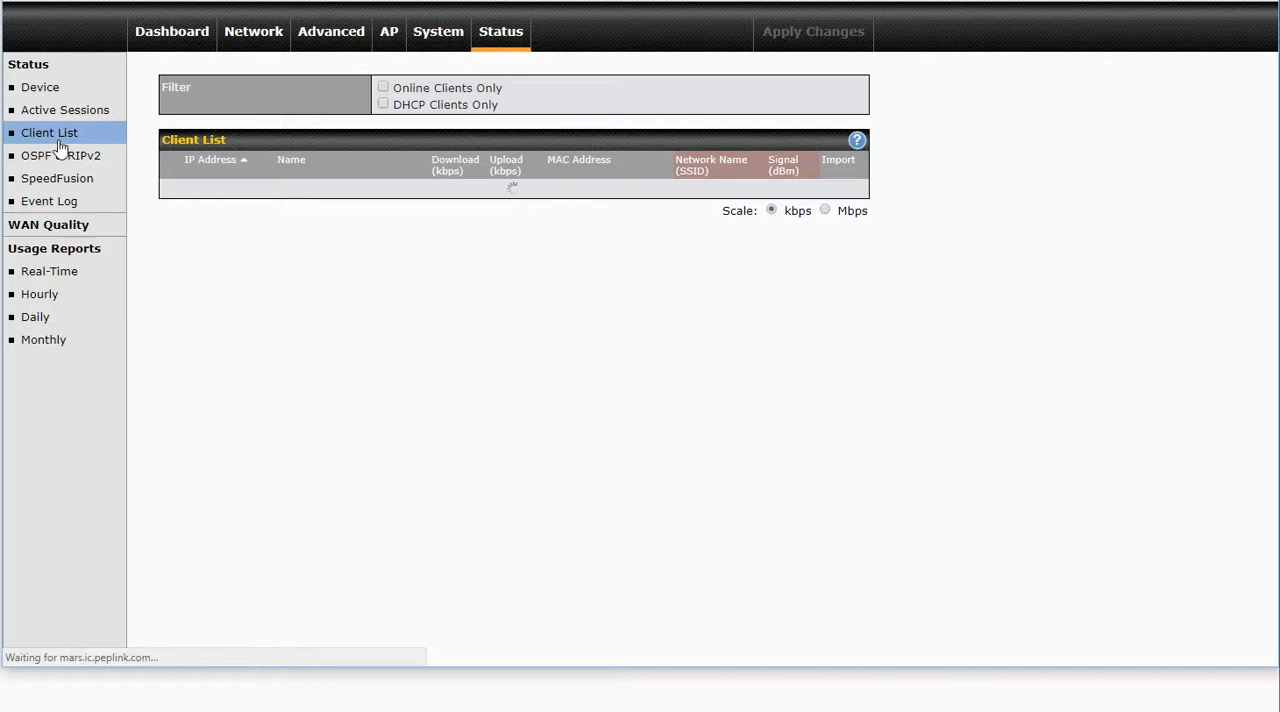 Dashboard Network Advanced AP System Status Apply Changes
Status
Device
Active Sessions
Client List
OSPF RIPv2
SpeedFusion
Event Log
WAN Quality
Usage Reports
Real-Time
Hourly
Daily
Monthly
Filter
Online Clients Only
DHCP Clients Only
Client List ?
IP Address Name Download (kbps) Upload (kbps) MAC Address Network Name (SSID) Signal (dBm) Import
Scale: kbps Mbps
Waiting for mars.ic.peplink.com...